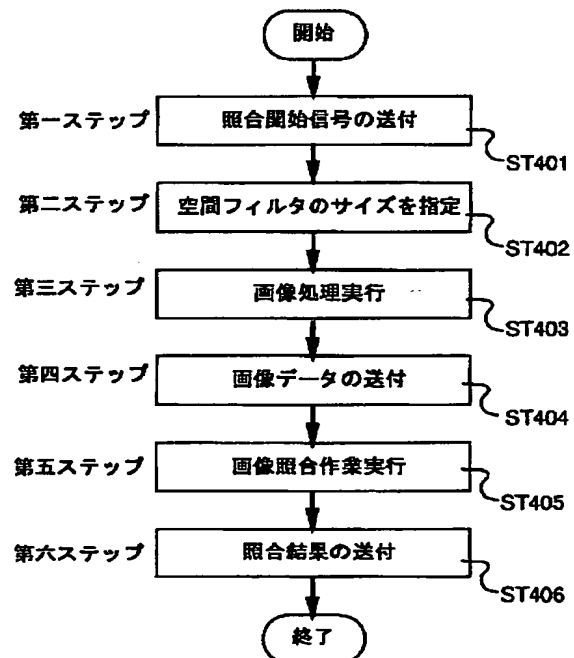 開始
第一ステップ
照合開始信号の送付
ST401
第二ステップ
空間フィルタのサイズを指定
ST402
第三ステップ
画像処理実行
ST403
第四ステップ
画像データの送付
ST404
第五ステップ
画像照合作業実行
ST405
第六ステップ
照合結果の送付
ST406
終了